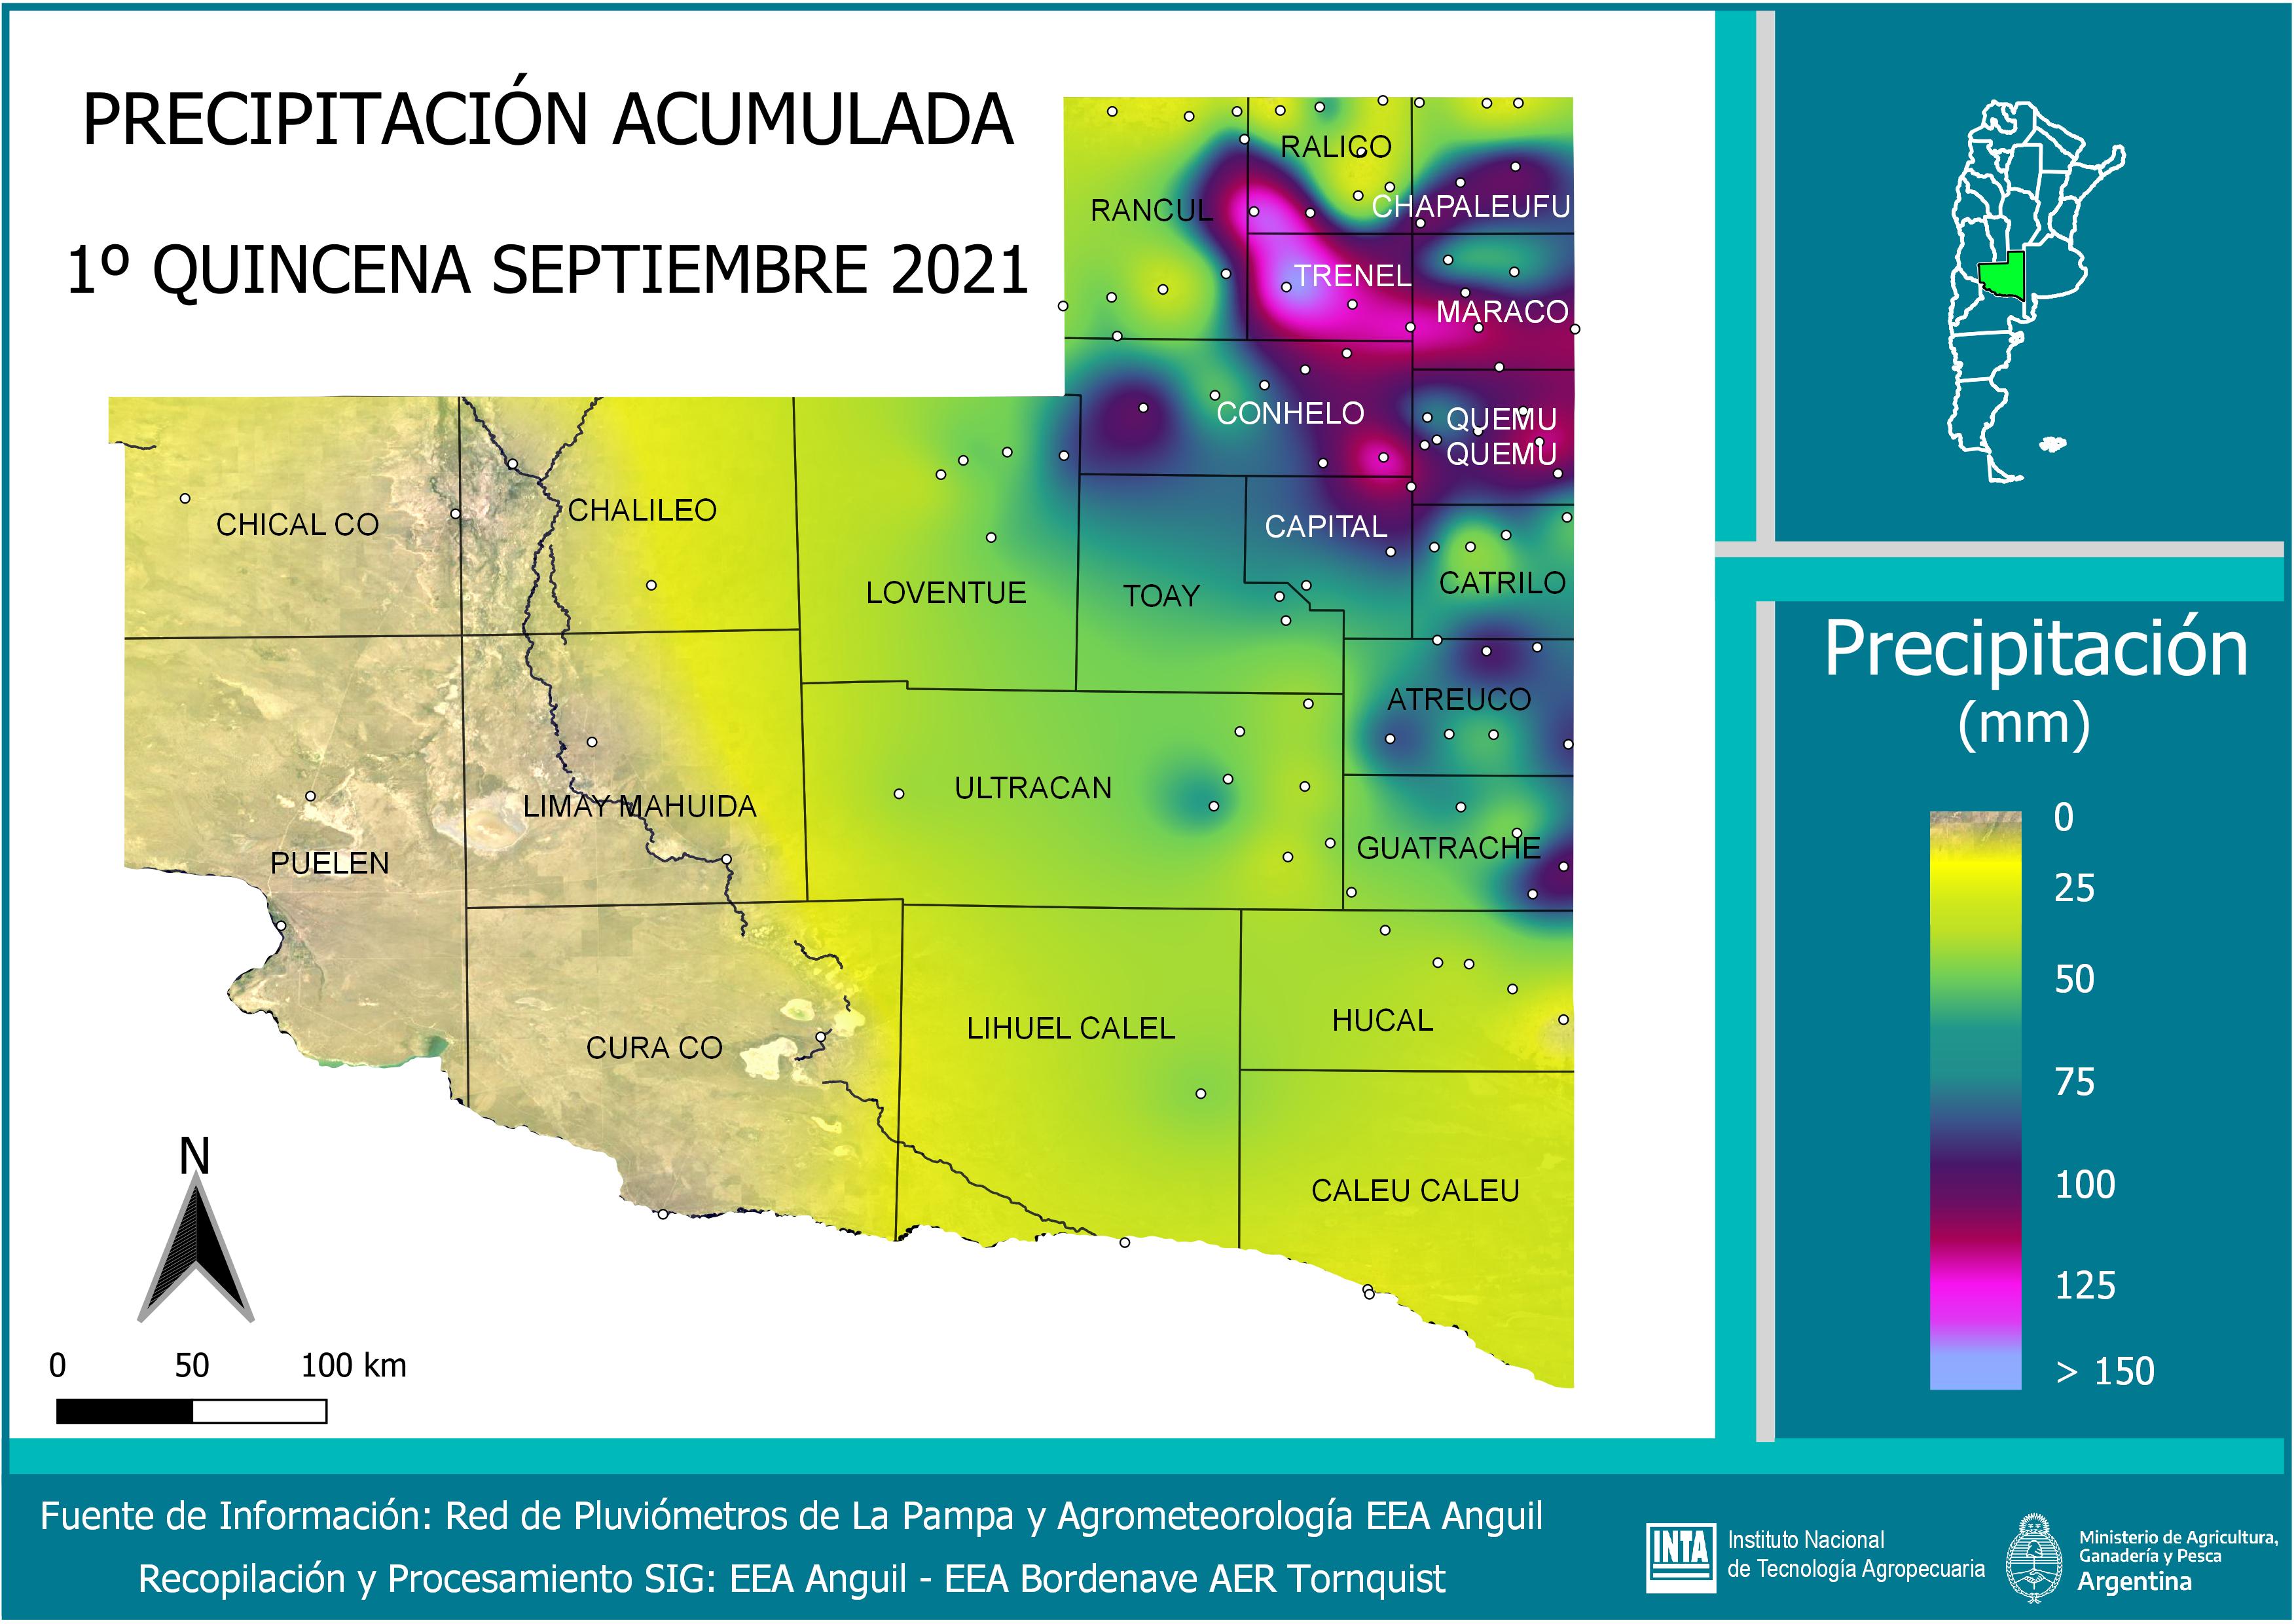 PRECIPITACIÓN ACUMULADA
1º QUINCENA SEPTIEMBRE 2021
RALICO
RANCUL
CHAPALEUFU
TRENEL
MARACO
CONHELO
QUEMU
QUEMU
CHICAL CO
CHALILEO
CAPITAL
LOVENTUE
TOAY
CATRILO
ATREUCO
ULTRACAN
LIMAY MAHUIDA
PUELEN
GUATRACHE
CURA CO
LIHUEL CALEL
HUCAL
CALEU CALEU
N
0 50 100 km
Precipitación
(mm)
0
25
50
75
100
125
> 150
Fuente de Información: Red de Pluviómetros de La Pampa y Agrometeorología EEA Anguil
Recopilación y Procesamiento SIG: EEA Anguil - EEA Bordenave AER Tornquist
INTA
Instituto Nacional
de Tecnología Agropecuaria
Ministerio de Agricultura,
Ganadería y Pesca
Argentina